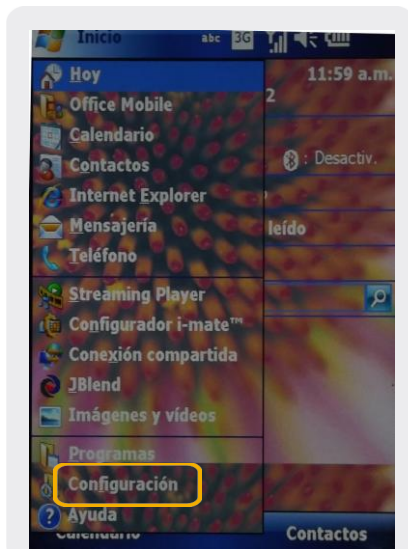 Inicio abc 3G
Hoy 11:59 a.m.
Office Mobile 2
Calendario
Contactos : Desactiv.
Internet Explorer
Mensajería leído
Teléfono
Streaming Player
Configurador i-mate™
Conexión compartida
JBlend
Imágenes y vídeos
Programas
Configuración
Ayuda
Calendario Contactos